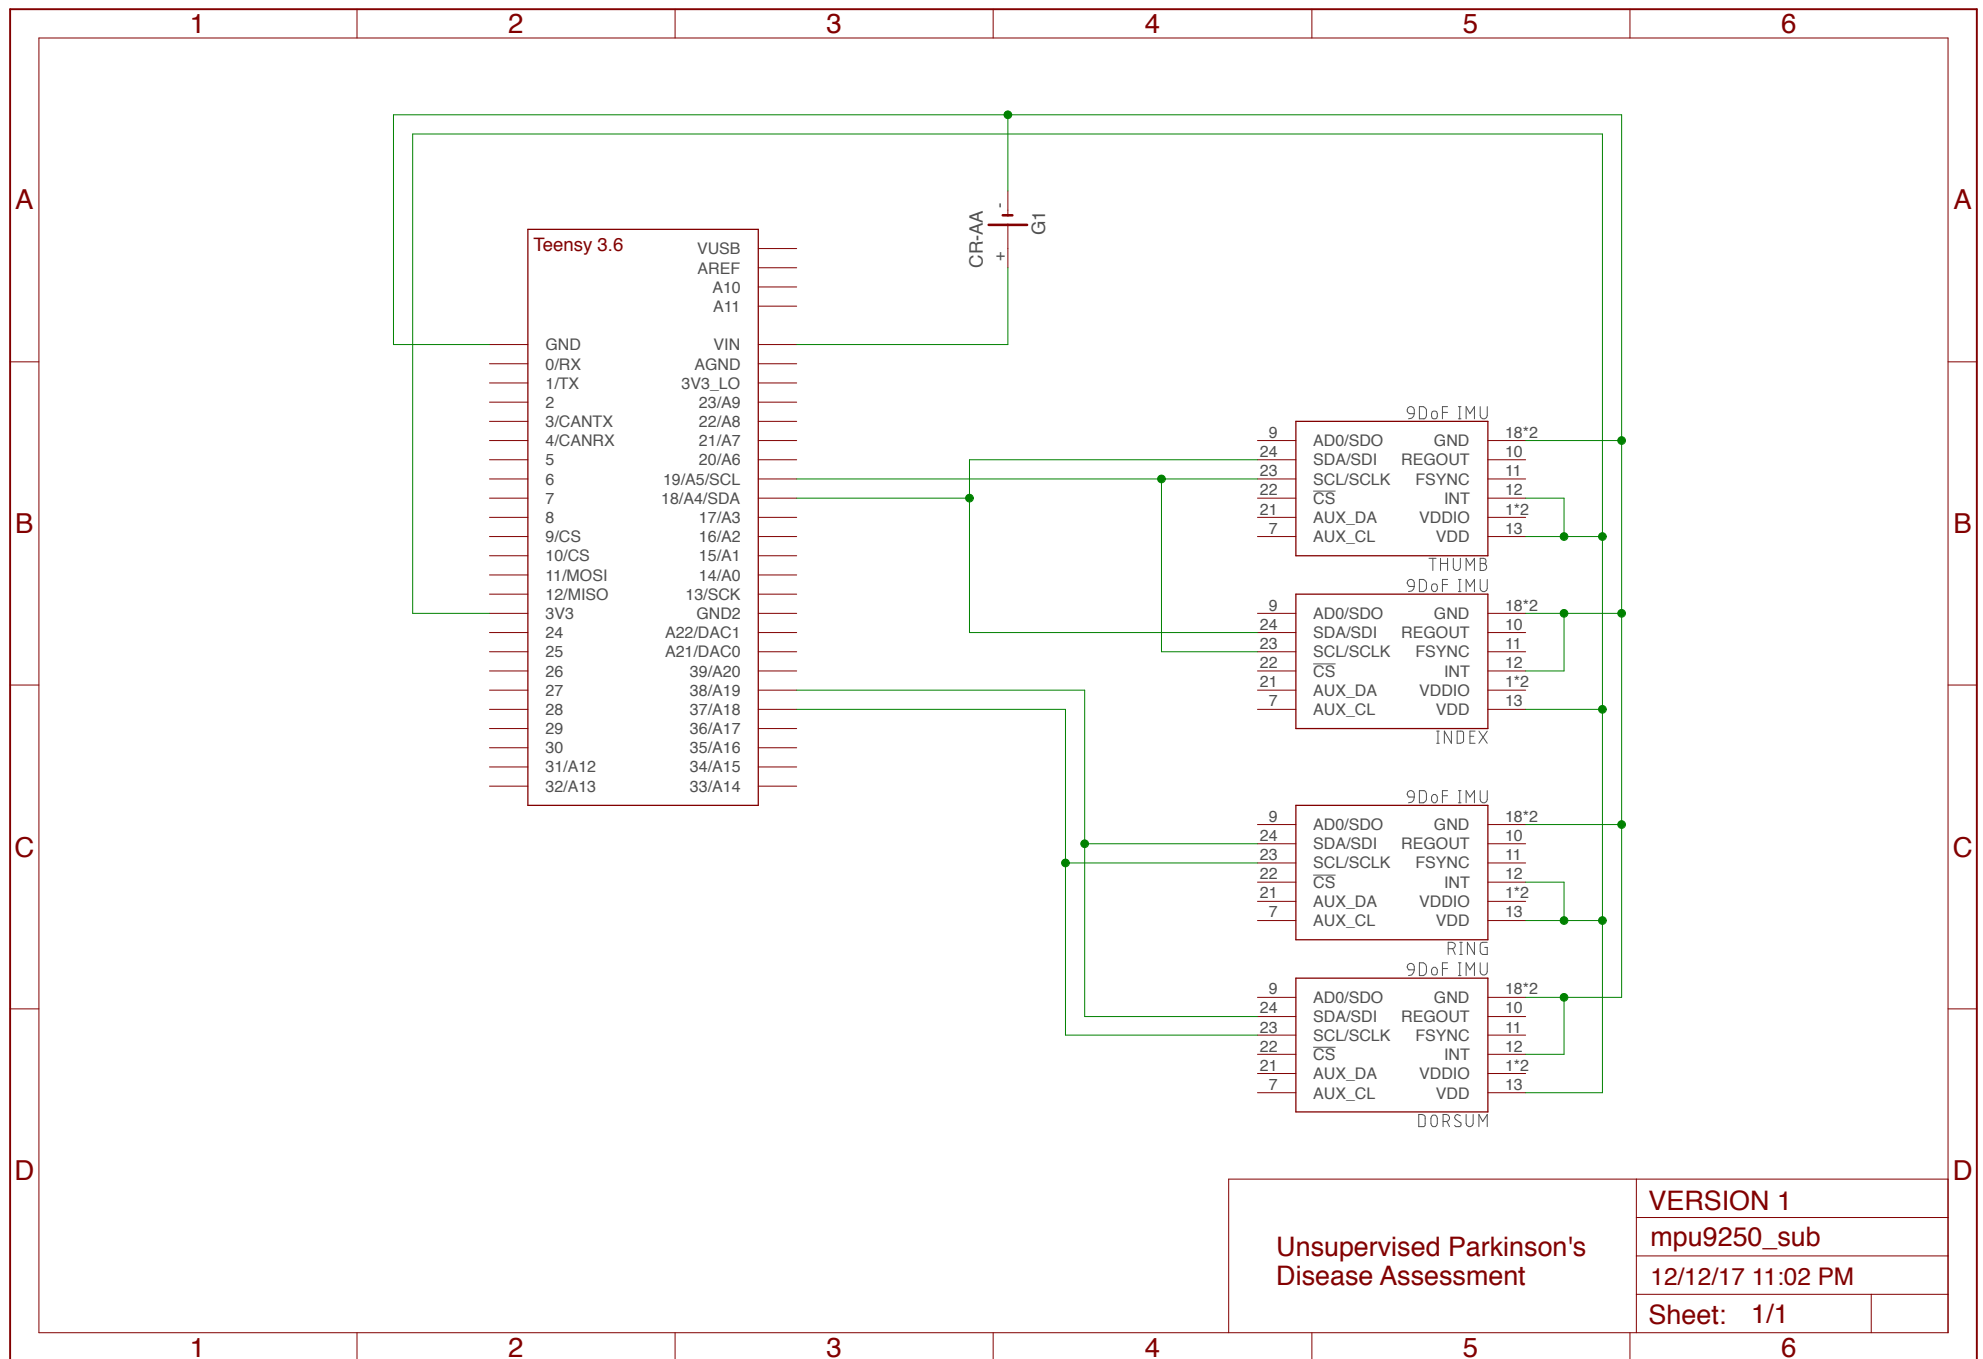 1 2 3 4 5 6
A A
B B
C C
D D
Teensy 3.6
VUSB
AREF
A10
A11
GND VIN
0/RX AGND
1/TX 3V3_LO
2 23/A9
3/CANTX 22/A8
4/CANRX 21/A7
5 20/A6
6 19/A5/SCL
7 18/A4/SDA
8 17/A3
9/CS 16/A2
10/CS 15/A1
11/MOSI 14/A0
12/MISO 13/SCK
3V3 GND2
24 A22/DAC1
25 A21/DAC0
26 39/A20
27 38/A19
28 37/A18
29 36/A17
30 35/A16
31/A12 34/A15
32/A13 33/A14
CR-AA
- +
G1
9DoF IMU
9 AD0/SDO GND 18*2
24 SDA/SDI REGOUT 10
23 SCL/SCLK FSYNC 11
22 CS INT 12
21 AUX_DA VDDIO 1*2
7 AUX_CL VDD 13
THUMB
9DoF IMU
9 AD0/SDO GND 18*2
24 SDA/SDI REGOUT 10
23 SCL/SCLK FSYNC 11
22 CS INT 12
21 AUX_DA VDDIO 1*2
7 AUX_CL VDD 13
INDEX
9DoF IMU
9 AD0/SDO GND 18*2
24 SDA/SDI REGOUT 10
23 SCL/SCLK FSYNC 11
22 CS INT 12
21 AUX_DA VDDIO 1*2
7 AUX_CL VDD 13
RING
9DoF IMU
9 AD0/SDO GND 18*2
24 SDA/SDI REGOUT 10
23 SCL/SCLK FSYNC 11
22 CS INT 12
21 AUX_DA VDDIO 1*2
7 AUX_CL VDD 13
DORSUM
Unsupervised Parkinson's
Disease Assessment
VERSION 1
mpu9250_sub
12/12/17 11:02 PM
Sheet: 1/1
1 2 3 4 5 6